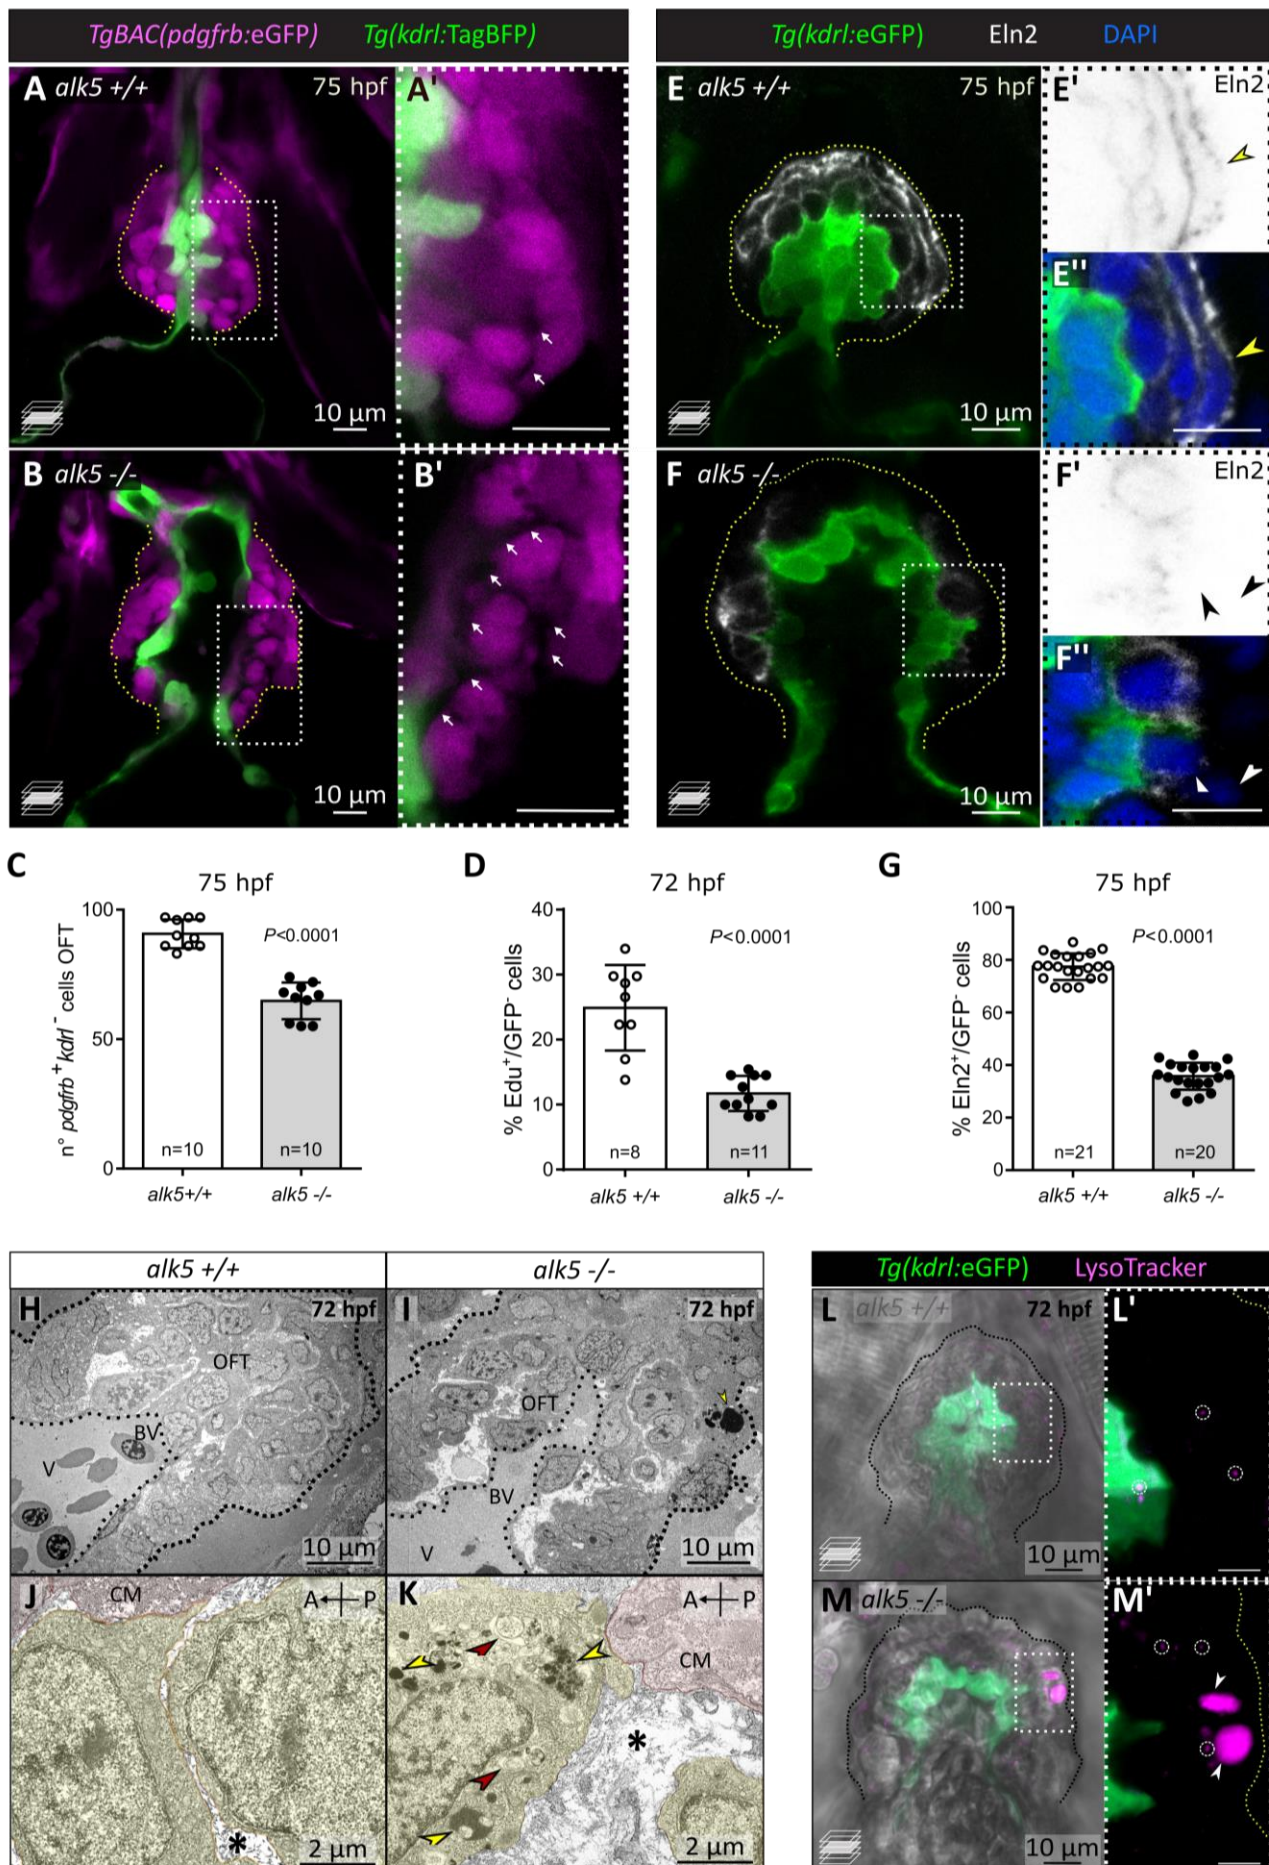 TgBAC(pdgfrb:eGFP) Tg(kdrl:TagBFP)
A alk5 +/+ 75 hpf A'
10 µm
B alk5 -/- B'
10 µm
Tg(kdrl:eGFP) Eln2 DAPI
E alk5 +/+ 75 hpf E' Eln2
E''
10 µm
F alk5 -/- F' Eln2
F''
10 µm
C
75 hpf
n° pdgfrb⁺kdrl⁻ cells OFT
100
50
0
P<0.0001
n=10 n=10
alk5+/+ alk5 -/-
D
72 hpf
% Edu⁺/GFP⁻ cells
40
30
20
10
0
P<0.0001
n=8 n=11
alk5 +/+ alk5 -/-
G
75 hpf
% Eln2⁺/GFP⁻ cells
100
80
60
40
20
0
P<0.0001
n=21 n=20
alk5 +/+ alk5 -/-
alk5 +/+ alk5 -/-
H 72 hpf
OFT
BV
V
10 µm
I 72 hpf
OFT
BV
V
10 µm
J CM A P
*
2 µm
K A P
CM
*
2 µm
Tg(kdrl:eGFP) LysoTracker
L alk5 +/+ 72 hpf L'
10 µm
M alk5 -/- M'
10 µm